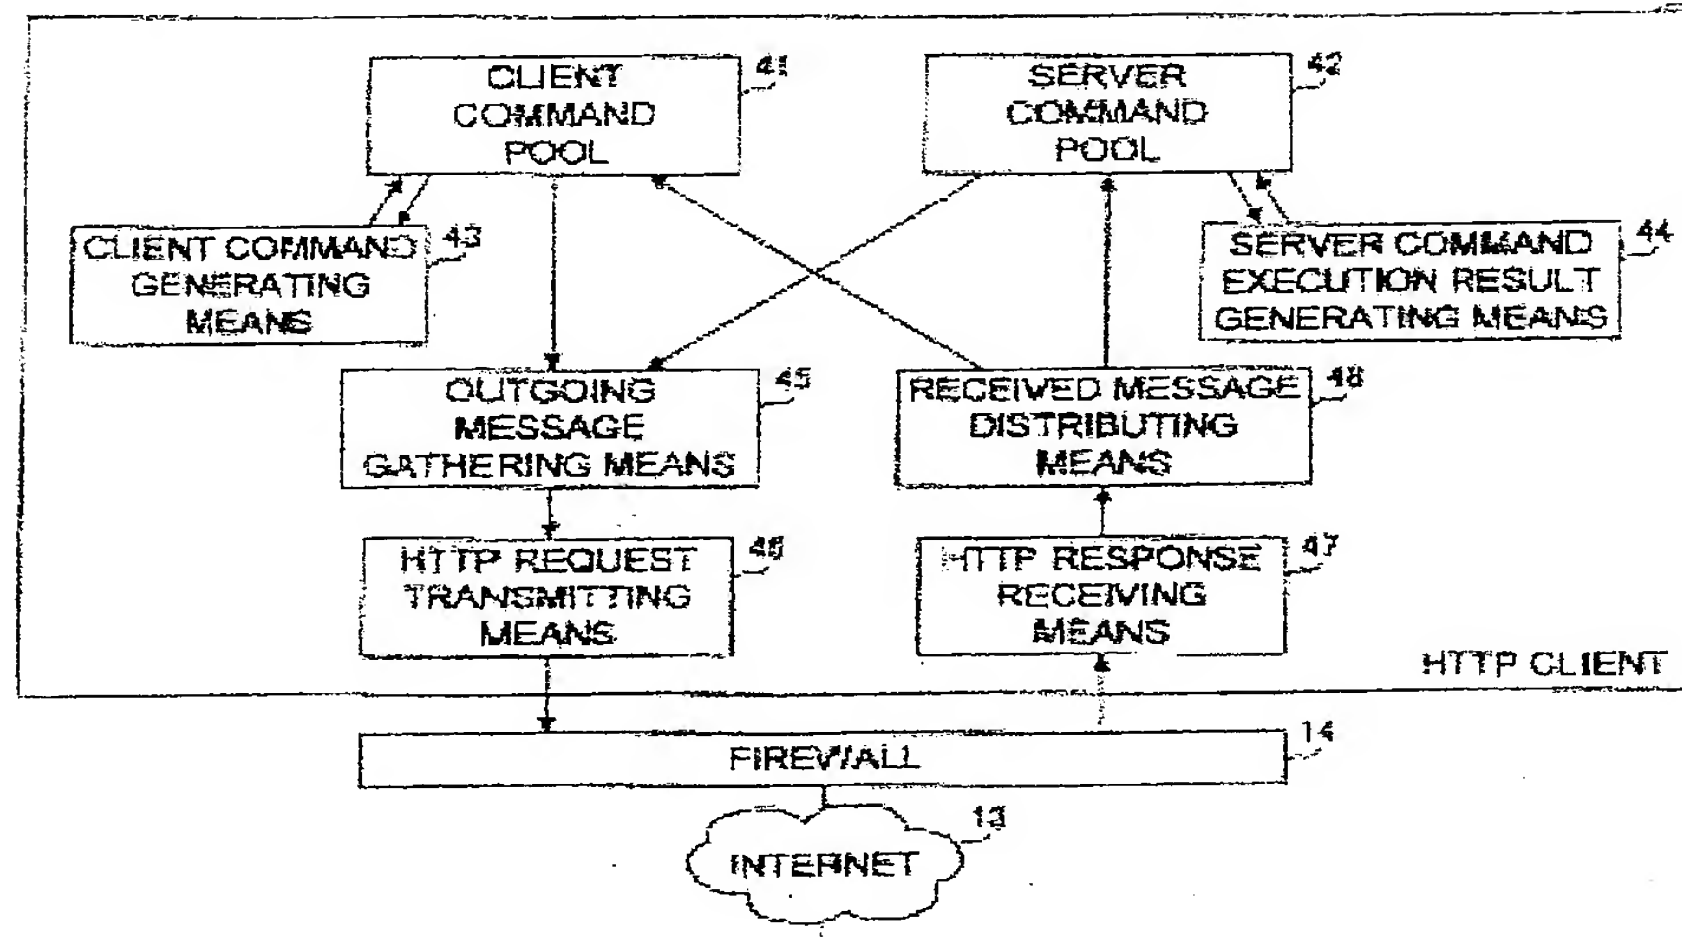 CLIENT
COMMAND
POOL
41
SERVER
COMMAND
POOL
42
CLIENT COMMAND
GENERATING
MEANS
43
SERVER COMMAND
EXECUTION RESULT
GENERATING MEANS
44
OUTGOING
MESSAGE
GATHERING MEANS
45
RECEIVED MESSAGE
DISTRIBUTING
MEANS
48
HTTP REQUEST
TRANSMITTING
MEANS
46
HTTP RESPONSE
RECEIVING
MEANS
47
HTTP CLIENT
FIREWALL
14
INTERNET
13